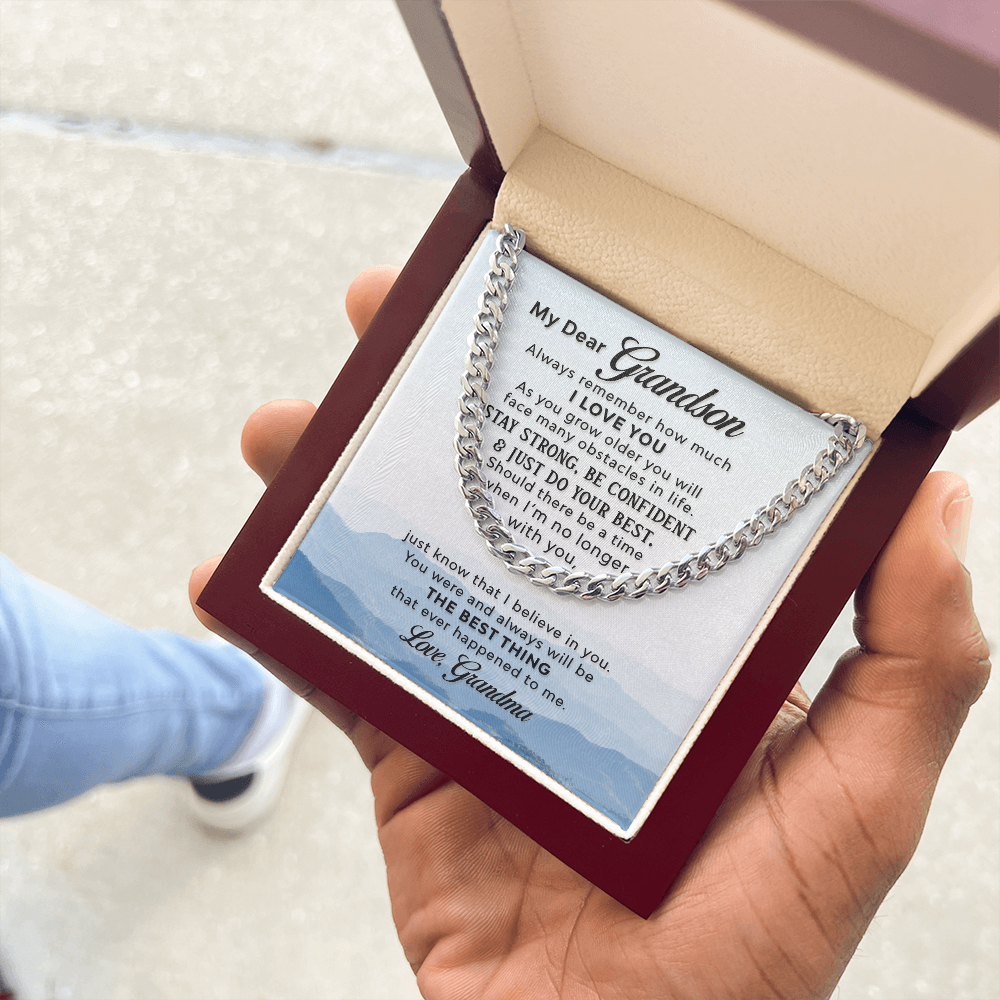 My Dear Grandson
Always remember how much
I LOVE YOU
As you grow older you will
face many obstacles in life.
STAY STRONG, BE CONFIDENT
& JUST DO YOUR BEST.
Should there be a time
when I'm no longer
with you,
just know that I believe in you.
You were and always will be
THE BEST THING
that ever happened to me.
Love, Grandma